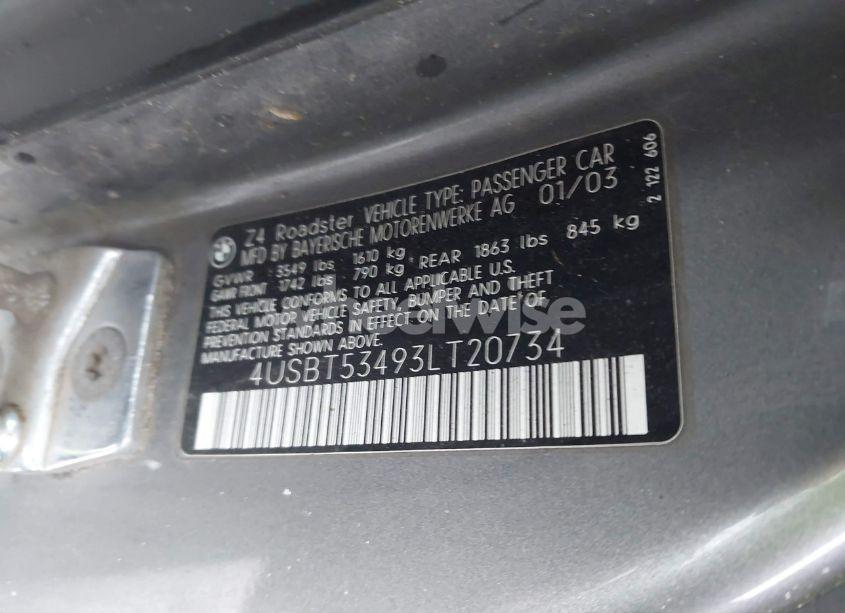 Z4 Roadster VEHICLE TYPE: PASSENGER CAR
MFD BY BAYERISCHE MOTORENWERKE AG 01/03
GVWR 3549 lbs 1610 kg
GAWR FRONT 1742 lbs 790 kg REAR 1863 lbs 845 kg
THIS VEHICLE CONFORMS TO ALL APPLICABLE U.S.
FEDERAL MOTOR VEHICLE SAFETY, BUMPER AND THEFT
PREVENTION STANDARDS IN EFFECT ON THE DATE OF
MANUFACTURE SHOWN ABOVE.
4USBT53493LT20734
2 122 606